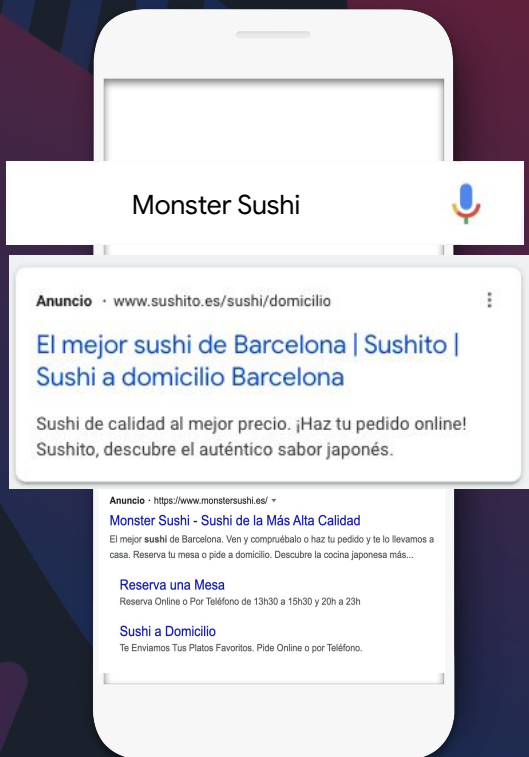 Monster Sushi
Anuncio · www.sushito.es/sushi/domicilio
El mejor sushi de Barcelona | Sushito |
Sushi a domicilio Barcelona
Sushi de calidad al mejor precio. ¡Haz tu pedido online!
Sushito, descubre el auténtico sabor japonés.
Anuncio · https://www.monstersushi.es/
Monster Sushi - Sushi de la Más Alta Calidad
El mejor sushi de Barcelona. Ven y compruébalo o haz tu pedido y te lo llevamos a
casa. Reserva tu mesa o pide a domicilio. Descubre la cocina japonesa más...
Reserva una Mesa
Reserva Online o Por Teléfono de 13h30 a 15h30 y 20h a 23h
Sushi a Domicilio
Te Enviamos Tus Platos Favoritos. Pide Online o por Teléfono.